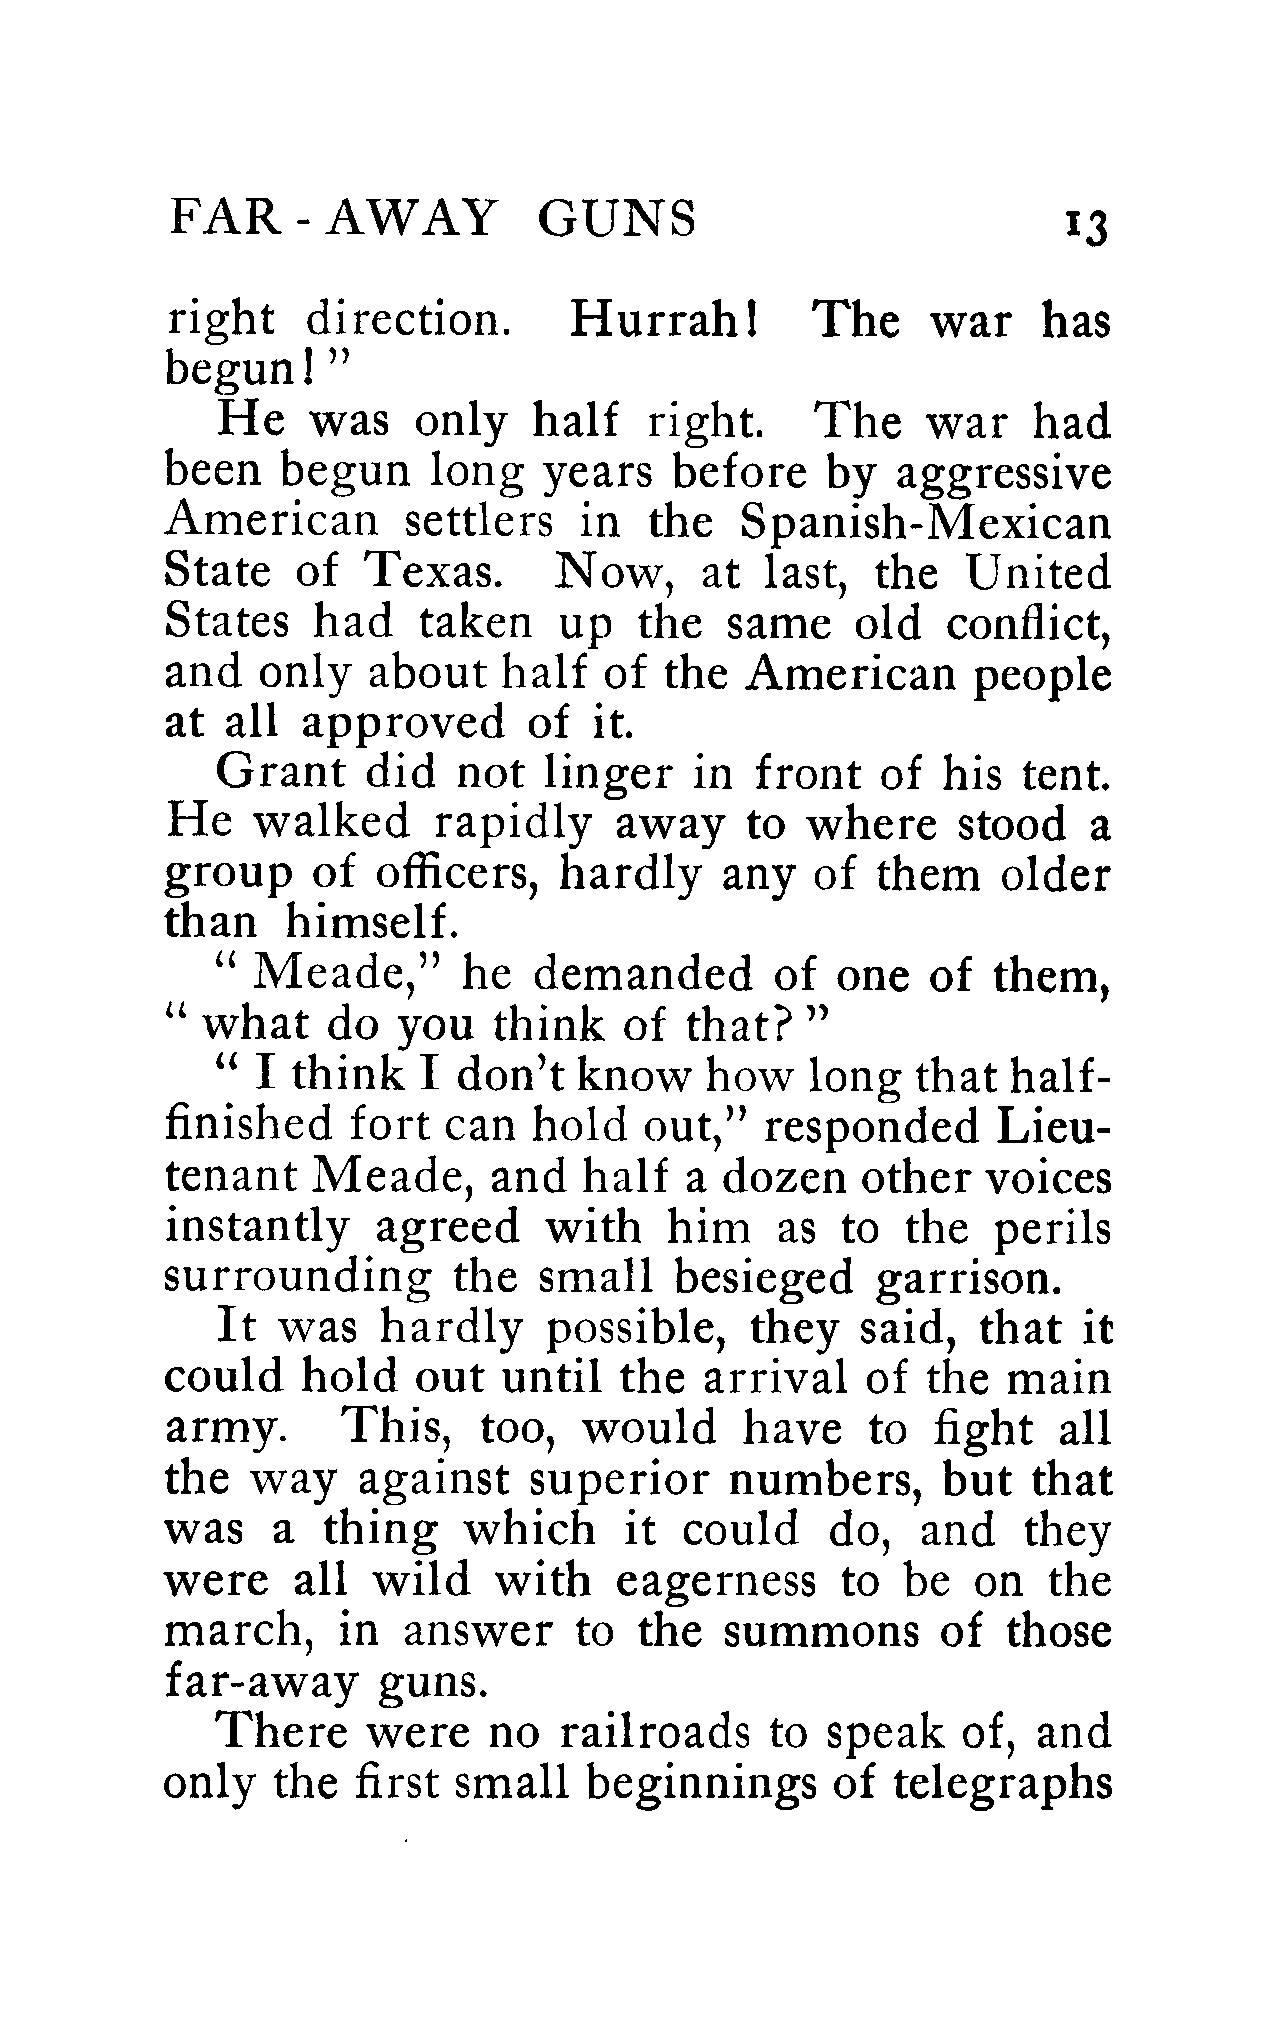 FAR-AWAY GUNS 13
right direction. Hurrah! The war has
begun!"
He was only half right. The war had
been begun long years before by aggressive
American settlers in the Spanish-Mexican
State of Texas. Now, at last, the United
States had taken up the same old conflict,
and only about half of the American people
at all approved of it.
Grant did not linger in front of his tent.
He walked rapidly away to where stood a
group of officers, hardly any of them older
than himself.
"Meade," he demanded of one of them,
"what do you think of that?"
"I think I don't know how long that half-
finished fort can hold out," responded Lieu-
tenant Meade, and half a dozen other voices
instantly agreed with him as to the perils
surrounding the small besieged garrison.
It was hardly possible, they said, that it
could hold out until the arrival of the main
army. This, too, would have to fight all
the way against superior numbers, but that
was a thing which it could do, and they
were all wild with eagerness to be on the
march, in answer to the summons of those
far-away guns.
There were no railroads to speak of, and
only the first small beginnings of telegraphs